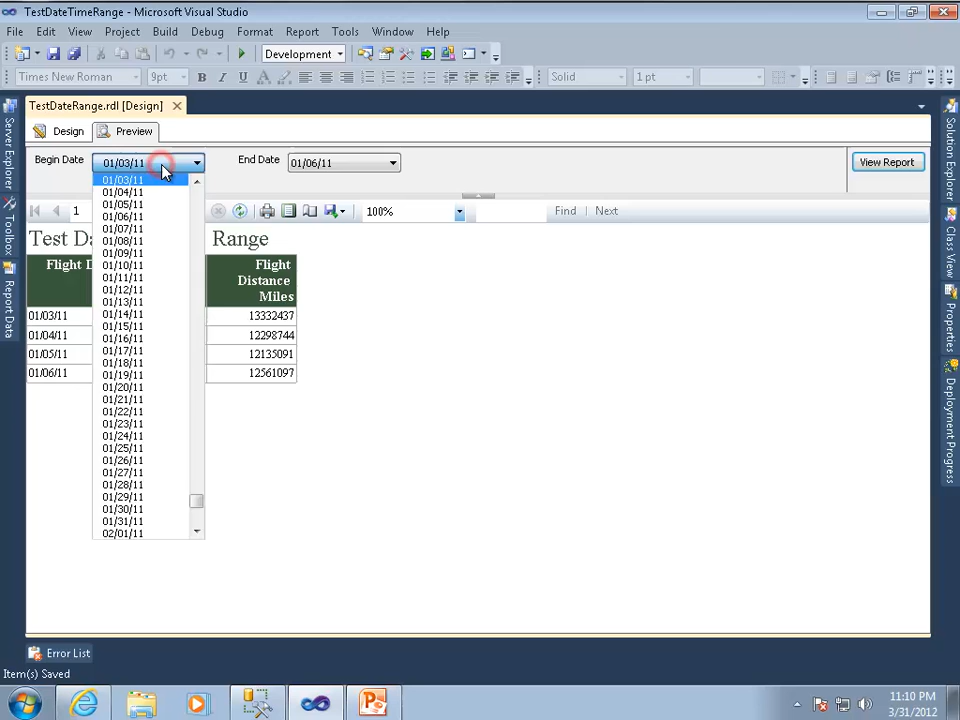 TestDateTimeRange - Microsoft Visual Studio
File Edit View Project Build Debug Format Report Tools Window Help
Development
Times New Roman 9pt B I U A Solid 1 pt
TestDateRange.rdl [Design]
Design Preview
Begin Date 01/03/11 End Date 01/06/11 View Report
1 100% Find Next
Test Da Range
Flight D Flight
Distance
Miles
01/03/11 13332437
01/04/11 12298744
01/05/11 12135091
01/06/11 12561097
01/03/11
01/04/11
01/05/11
01/06/11
01/07/11
01/08/11
01/09/11
01/10/11
01/11/11
01/12/11
01/13/11
01/14/11
01/15/11
01/16/11
01/17/11
01/18/11
01/19/11
01/20/11
01/21/11
01/22/11
01/23/11
01/24/11
01/25/11
01/26/11
01/27/11
01/28/11
01/29/11
01/30/11
01/31/11
02/01/11
Server Explorer
Toolbox
Report Data
Solution Explorer
Class View
Properties
Deployment Progress
Error List
Item(s) Saved
11:10 PM
3/31/2012